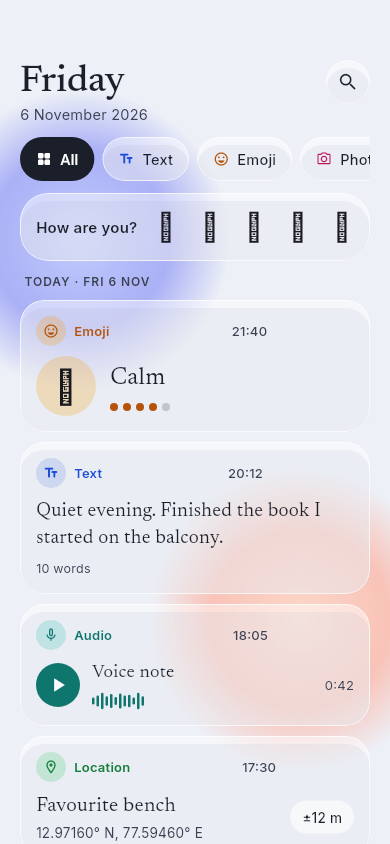 Friday
6 November 2026
All Text Emoji Phot
How are you?
TODAY · FRI 6 NOV
Emoji 21:40
Calm
Text 20:12
Quiet evening. Finished the book I
started on the balcony.
10 words
Audio 18:05
Voice note
0:42
Location 17:30
Favourite bench
±12 m
12.97160° N, 77.59460° E